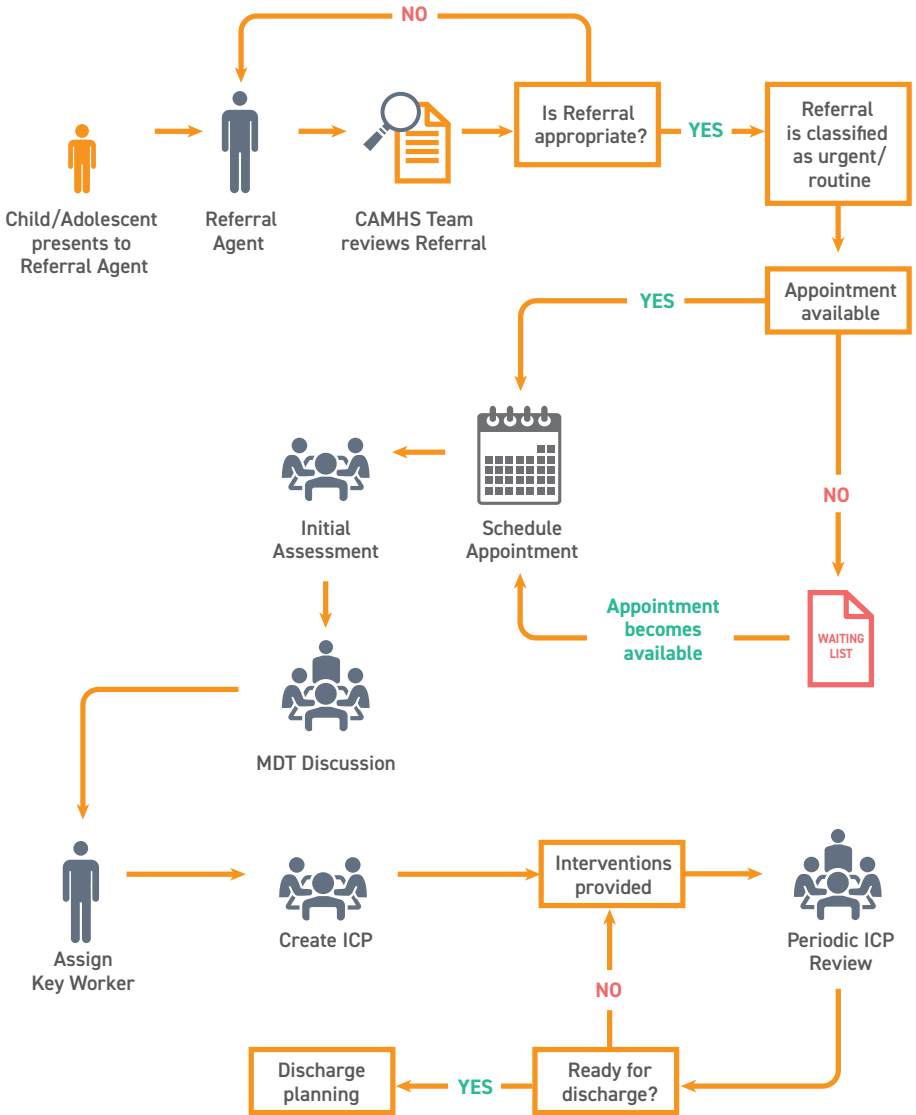 NO
Child/Adolescent
presents to
Referral Agent
Referral
Agent
CAMHS Team
reviews Referral
Is Referral
appropriate?
YES
Referral
is classified
as urgent/
routine
Appointment
available
YES
NO
Schedule
Appointment
Initial
Assessment
Appointment
becomes
available
WAITING
LIST
MDT Discussion
Assign
Key Worker
Create ICP
Interventions
provided
Periodic ICP
Review
NO
Ready for
discharge?
YES
Discharge
planning